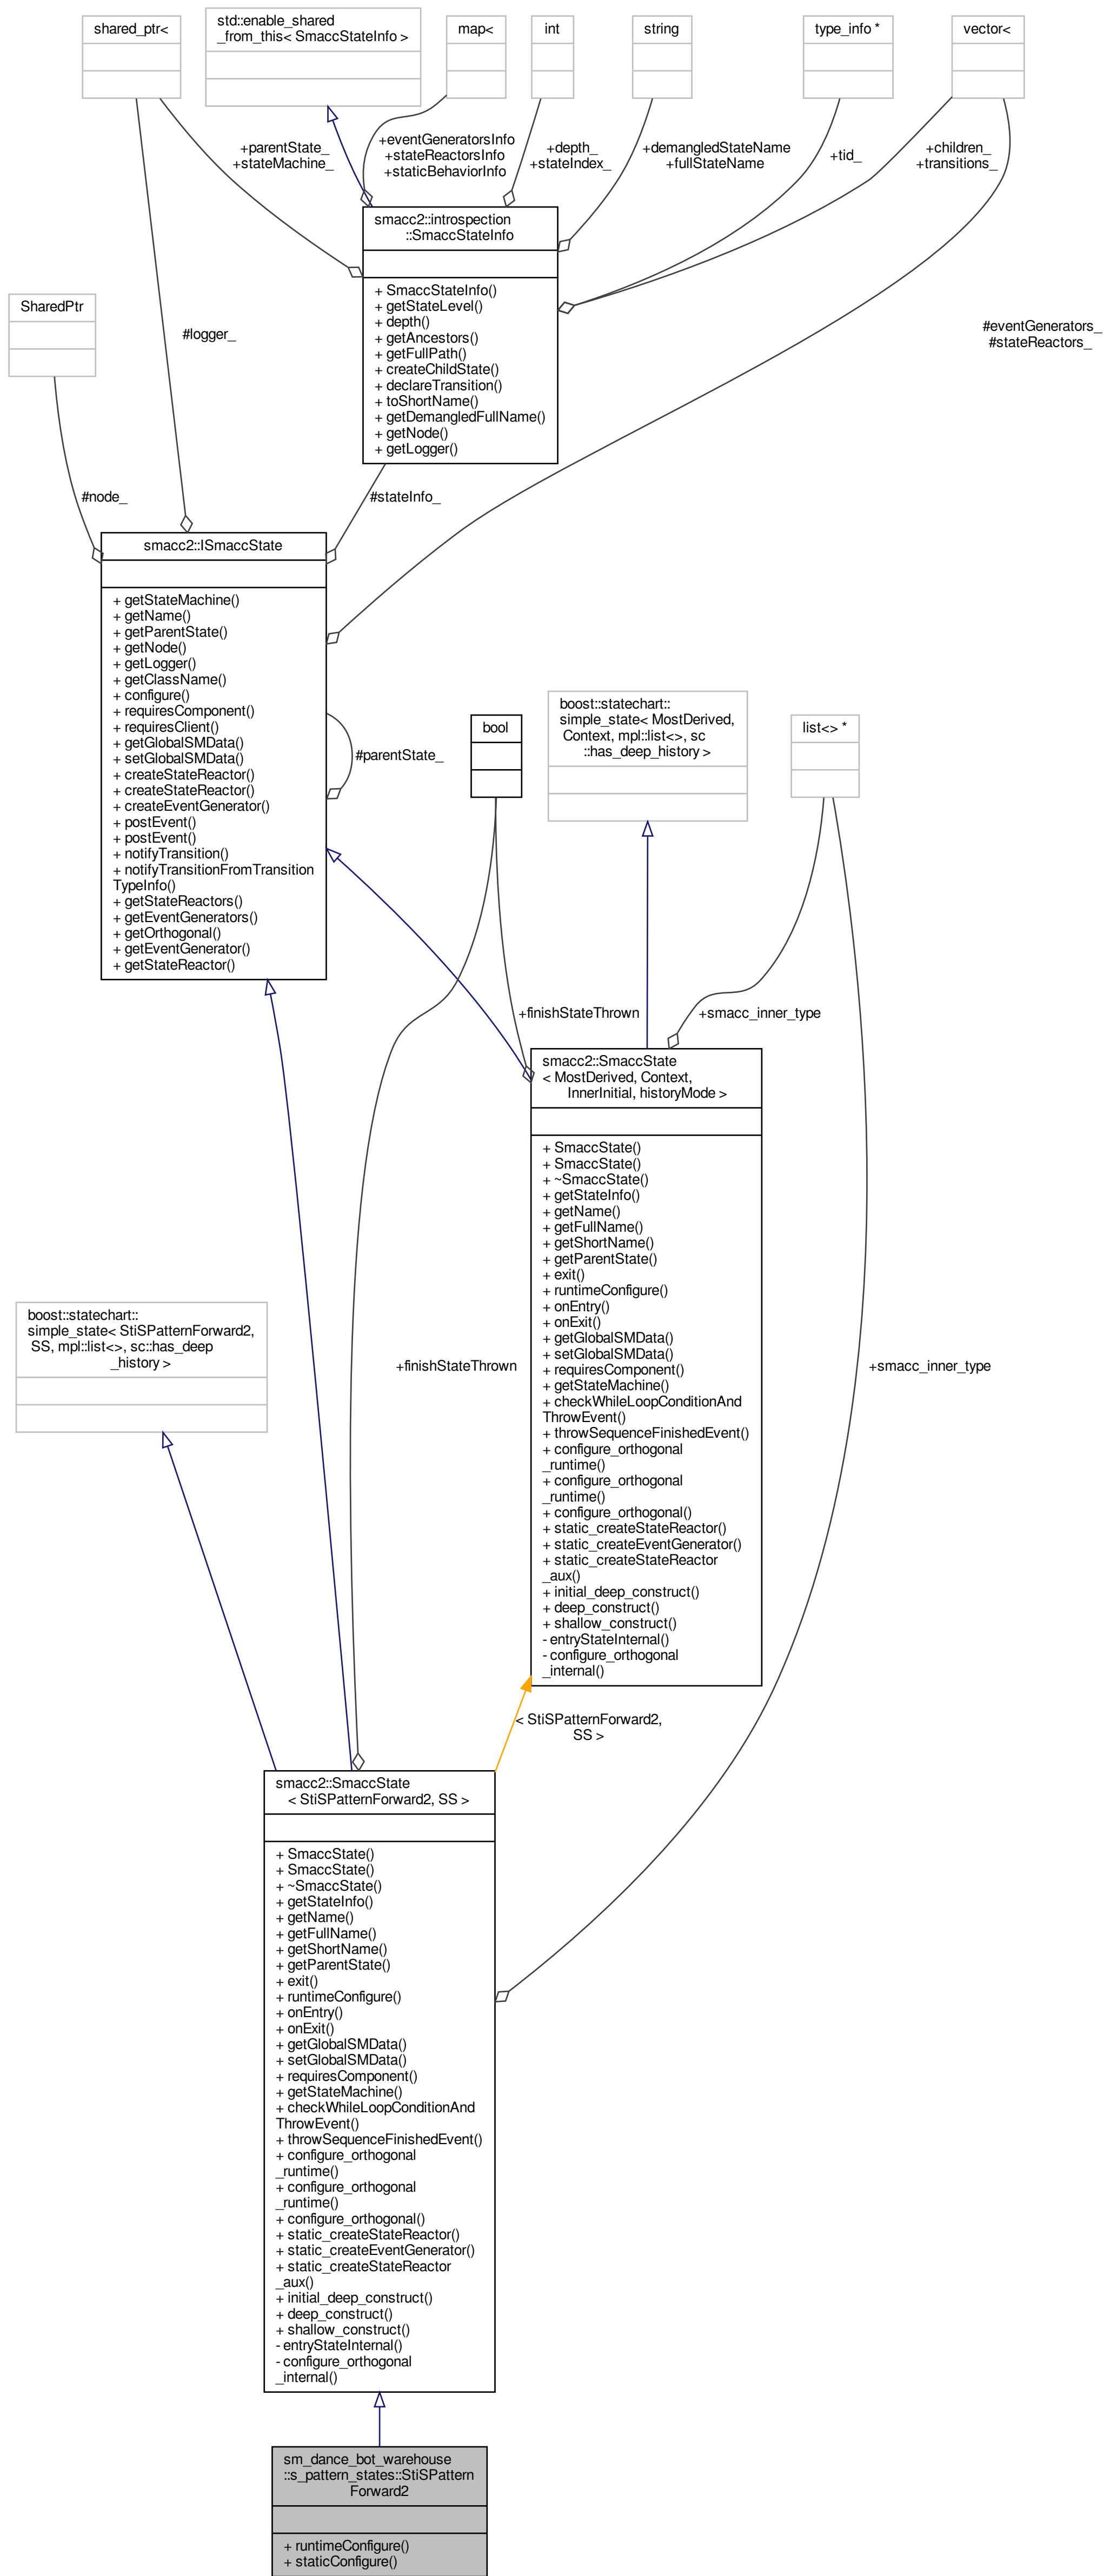 shared_ptr<
std::enable_shared
_from_this< SmaccStateInfo >
map<
int
string
type_info *
vector<
+parentState_
+stateMachine_
+eventGeneratorsInfo
+stateReactorsInfo
+staticBehaviorInfo
+depth_
+stateIndex_
+demangledStateName
+fullStateName
+tid_
+children_
+transitions_
smacc2::introspection
::SmaccStateInfo
+ SmaccStateInfo()
+ getStateLevel()
+ depth()
+ getAncestors()
+ getFullPath()
+ createChildState()
+ declareTransition()
+ toShortName()
+ getDemangledFullName()
+ getNode()
+ getLogger()
SharedPtr
#logger_
#eventGenerators_
#stateReactors_
#node_
#stateInfo_
smacc2::ISmaccState
+ getStateMachine()
+ getName()
+ getParentState()
+ getNode()
+ getLogger()
+ getClassName()
+ configure()
+ requiresComponent()
+ requiresClient()
+ getGlobalSMData()
+ setGlobalSMData()
+ createStateReactor()
+ createStateReactor()
+ createEventGenerator()
+ postEvent()
+ postEvent()
+ notifyTransition()
+ notifyTransitionFromTransition
TypeInfo()
+ getStateReactors()
+ getEventGenerators()
+ getOrthogonal()
+ getEventGenerator()
+ getStateReactor()
#parentState_
bool
boost::statechart::
simple_state< MostDerived,
Context, mpl::list<>, sc
::has_deep_history >
list<> *
+finishStateThrown
+smacc_inner_type
smacc2::SmaccState
< MostDerived, Context,
InnerInitial, historyMode >
+ SmaccState()
+ SmaccState()
+ ~SmaccState()
+ getStateInfo()
+ getName()
+ getFullName()
+ getShortName()
+ getParentState()
+ exit()
+ runtimeConfigure()
+ onEntry()
+ onExit()
+ getGlobalSMData()
+ setGlobalSMData()
+ requiresComponent()
+ getStateMachine()
+ checkWhileLoopConditionAnd
ThrowEvent()
+ throwSequenceFinishedEvent()
+ configure_orthogonal
_runtime()
+ configure_orthogonal
_runtime()
+ configure_orthogonal()
+ static_createStateReactor()
+ static_createEventGenerator()
+ static_createStateReactor
_aux()
+ initial_deep_construct()
+ deep_construct()
+ shallow_construct()
- entryStateInternal()
- configure_orthogonal
_internal()
boost::statechart::
simple_state< StiSPatternForward2,
SS, mpl::list<>, sc::has_deep
_history >
+finishStateThrown
+smacc_inner_type
< StiSPatternForward2,
SS >
smacc2::SmaccState
< StiSPatternForward2, SS >
+ SmaccState()
+ SmaccState()
+ ~SmaccState()
+ getStateInfo()
+ getName()
+ getFullName()
+ getShortName()
+ getParentState()
+ exit()
+ runtimeConfigure()
+ onEntry()
+ onExit()
+ getGlobalSMData()
+ setGlobalSMData()
+ requiresComponent()
+ getStateMachine()
+ checkWhileLoopConditionAnd
ThrowEvent()
+ throwSequenceFinishedEvent()
+ configure_orthogonal
_runtime()
+ configure_orthogonal
_runtime()
+ configure_orthogonal()
+ static_createStateReactor()
+ static_createEventGenerator()
+ static_createStateReactor
_aux()
+ initial_deep_construct()
+ deep_construct()
+ shallow_construct()
- entryStateInternal()
- configure_orthogonal
_internal()
sm_dance_bot_warehouse
::s_pattern_states::StiSPattern
Forward2
+ runtimeConfigure()
+ staticConfigure()